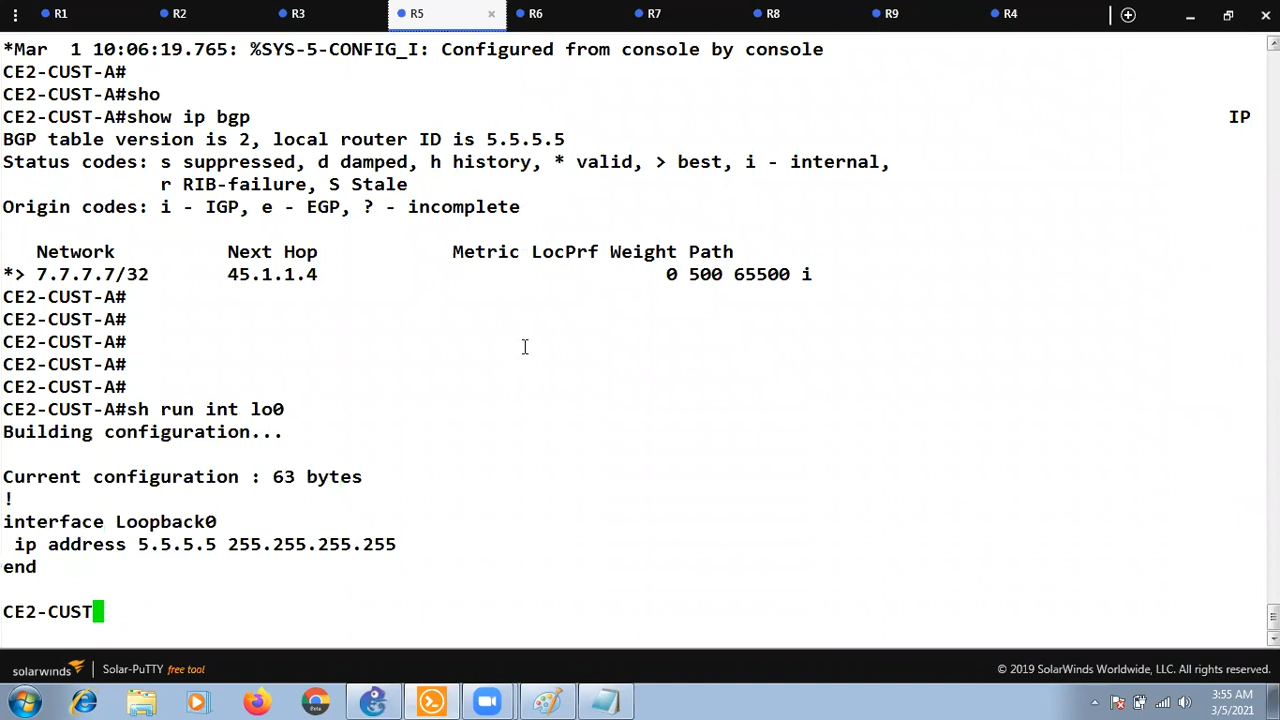 R1 R2 R3 R5 × R6 R7 R8 R9 R4
*Mar  1 10:06:19.765: %SYS-5-CONFIG_I: Configured from console by console
CE2-CUST-A#
CE2-CUST-A#sho
CE2-CUST-A#show ip bgp IP
BGP table version is 2, local router ID is 5.5.5.5
Status codes: s suppressed, d damped, h history, * valid, > best, i - internal,
r RIB-failure, S Stale
Origin codes: i - IGP, e - EGP, ? - incomplete
Network Next Hop Metric LocPrf Weight Path
*> 7.7.7.7/32 45.1.1.4 0 500 65500 i
CE2-CUST-A#
CE2-CUST-A#
CE2-CUST-A#
CE2-CUST-A#
CE2-CUST-A#
CE2-CUST-A#sh run int lo0
Building configuration...
Current configuration : 63 bytes
!
interface Loopback0
ip address 5.5.5.5 255.255.255.255
end
CE2-CUST
solarwinds Solar-PuTTY free tool © 2019 SolarWinds Worldwide, LLC. All rights reserved.
3:55 AM
3/5/2021